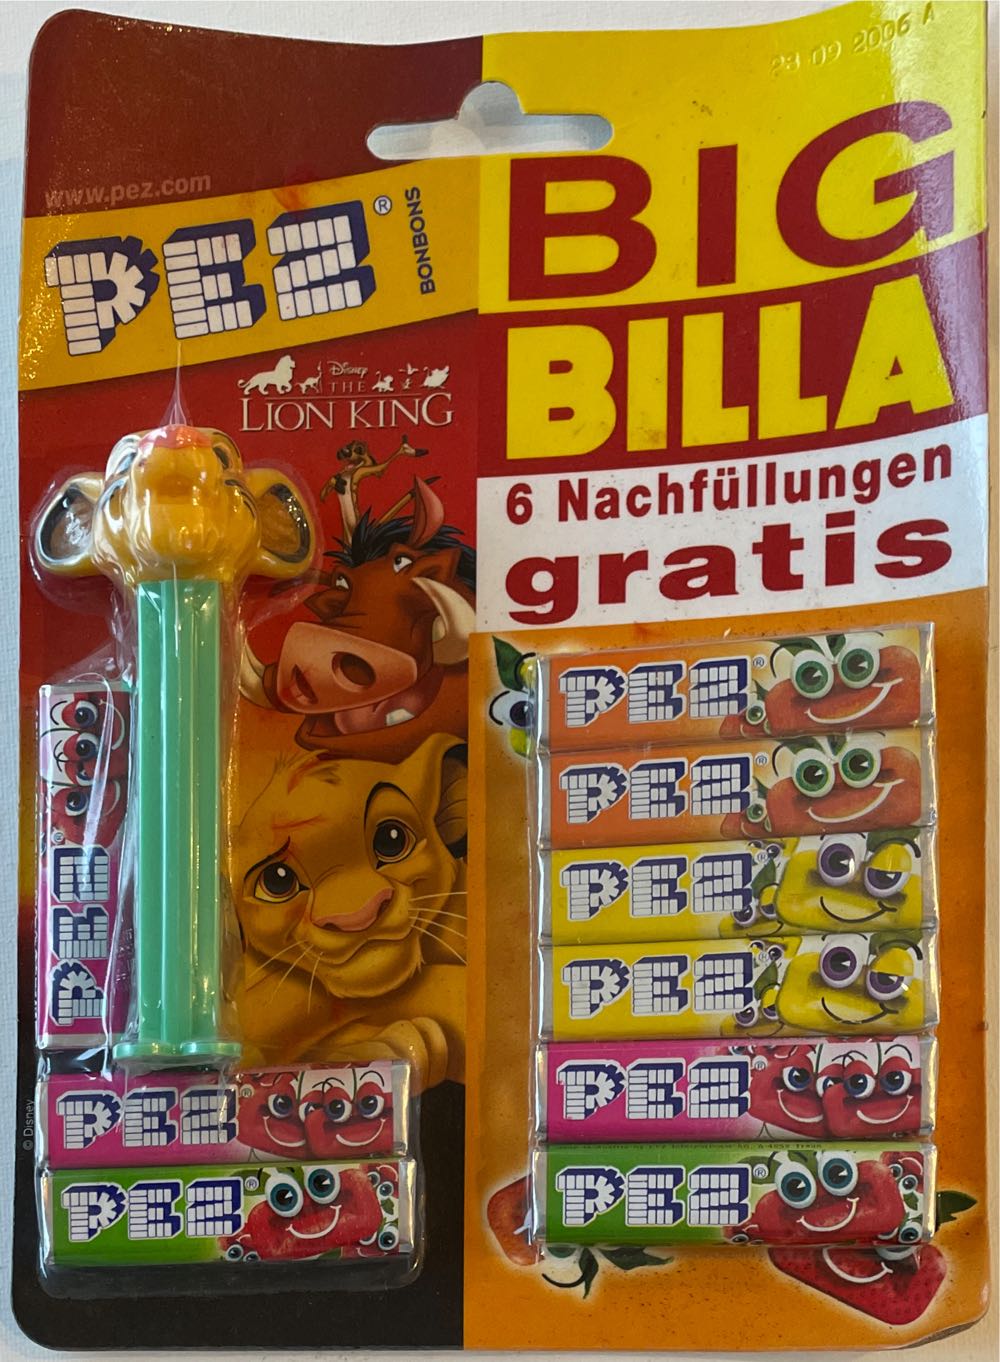 23 09 2006 A
www.pez.com
PEZ® BONBONS
Disney
THE
LION KING
BIG
BILLA
6 Nachfüllungen
gratis
PEZ®
PEZ®
PEZ®
PEZ®
PEZ®
PEZ®
PEZ®
PEZ®
PEZ®
© Disney